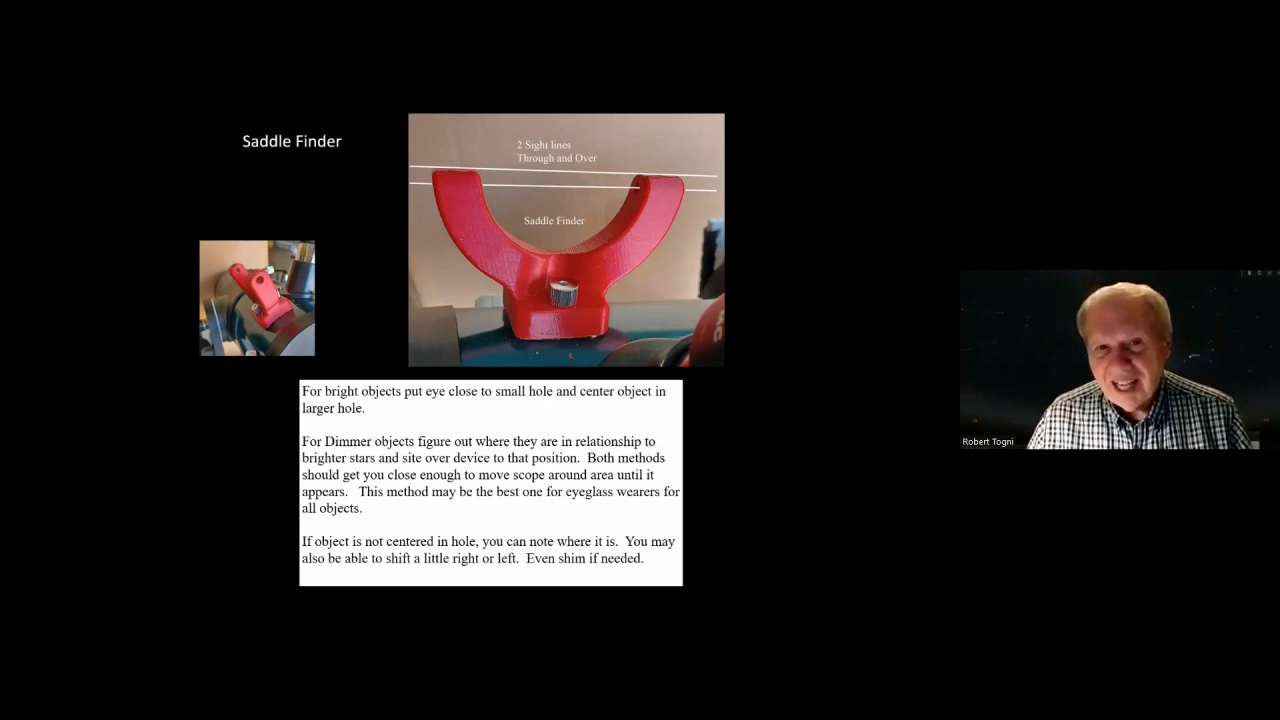 Saddle Finder
2 Sight lines
Through and Over
Saddle Finder
For bright objects put eye close to small hole and center object in
larger hole.
For Dimmer objects figure out where they are in relationship to
brighter stars and site over device to that position.  Both methods
should get you close enough to move scope around area until it
appears.   This method may be the best one for eyeglass wearers for
all objects.
If object is not centered in hole, you can note where it is.  You may
also be able to shift a little right or left.  Even shim if needed.
Robert Togni